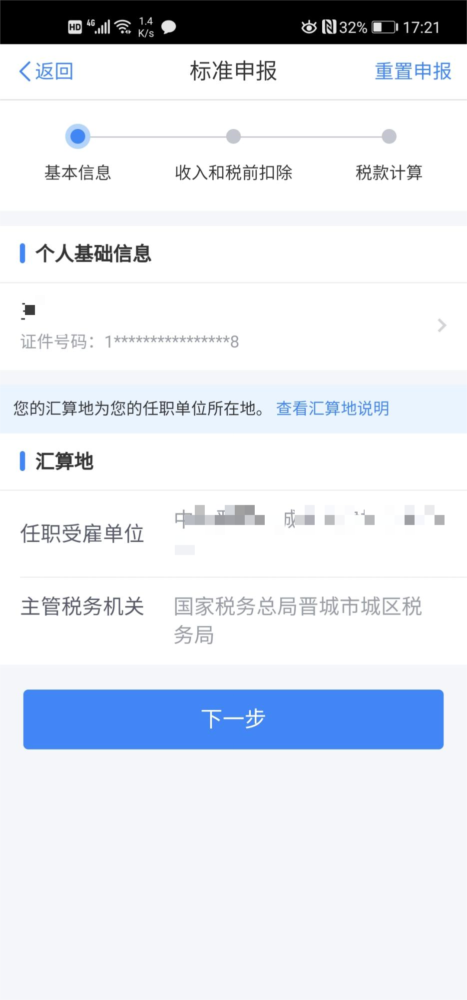 HD 4G 1.4 K/s 32% 17:21
返回 标准申报 重置申报
基本信息 收入和税前扣除 税款计算
个人基础信息
证件号码：1****************8
您的汇算地为您的任职单位所在地。 查看汇算地说明
汇算地
任职受雇单位
主管税务机关 国家税务总局晋城市城区税
务局
下一步